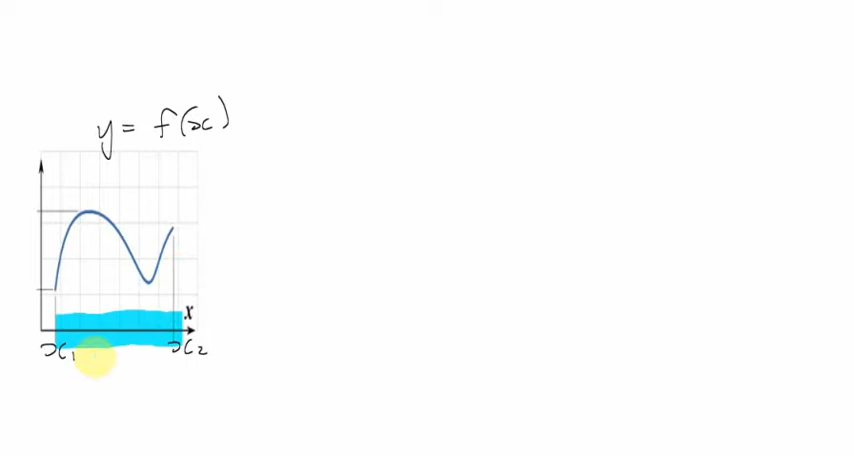 y = f(x)
x
x₁ x₂